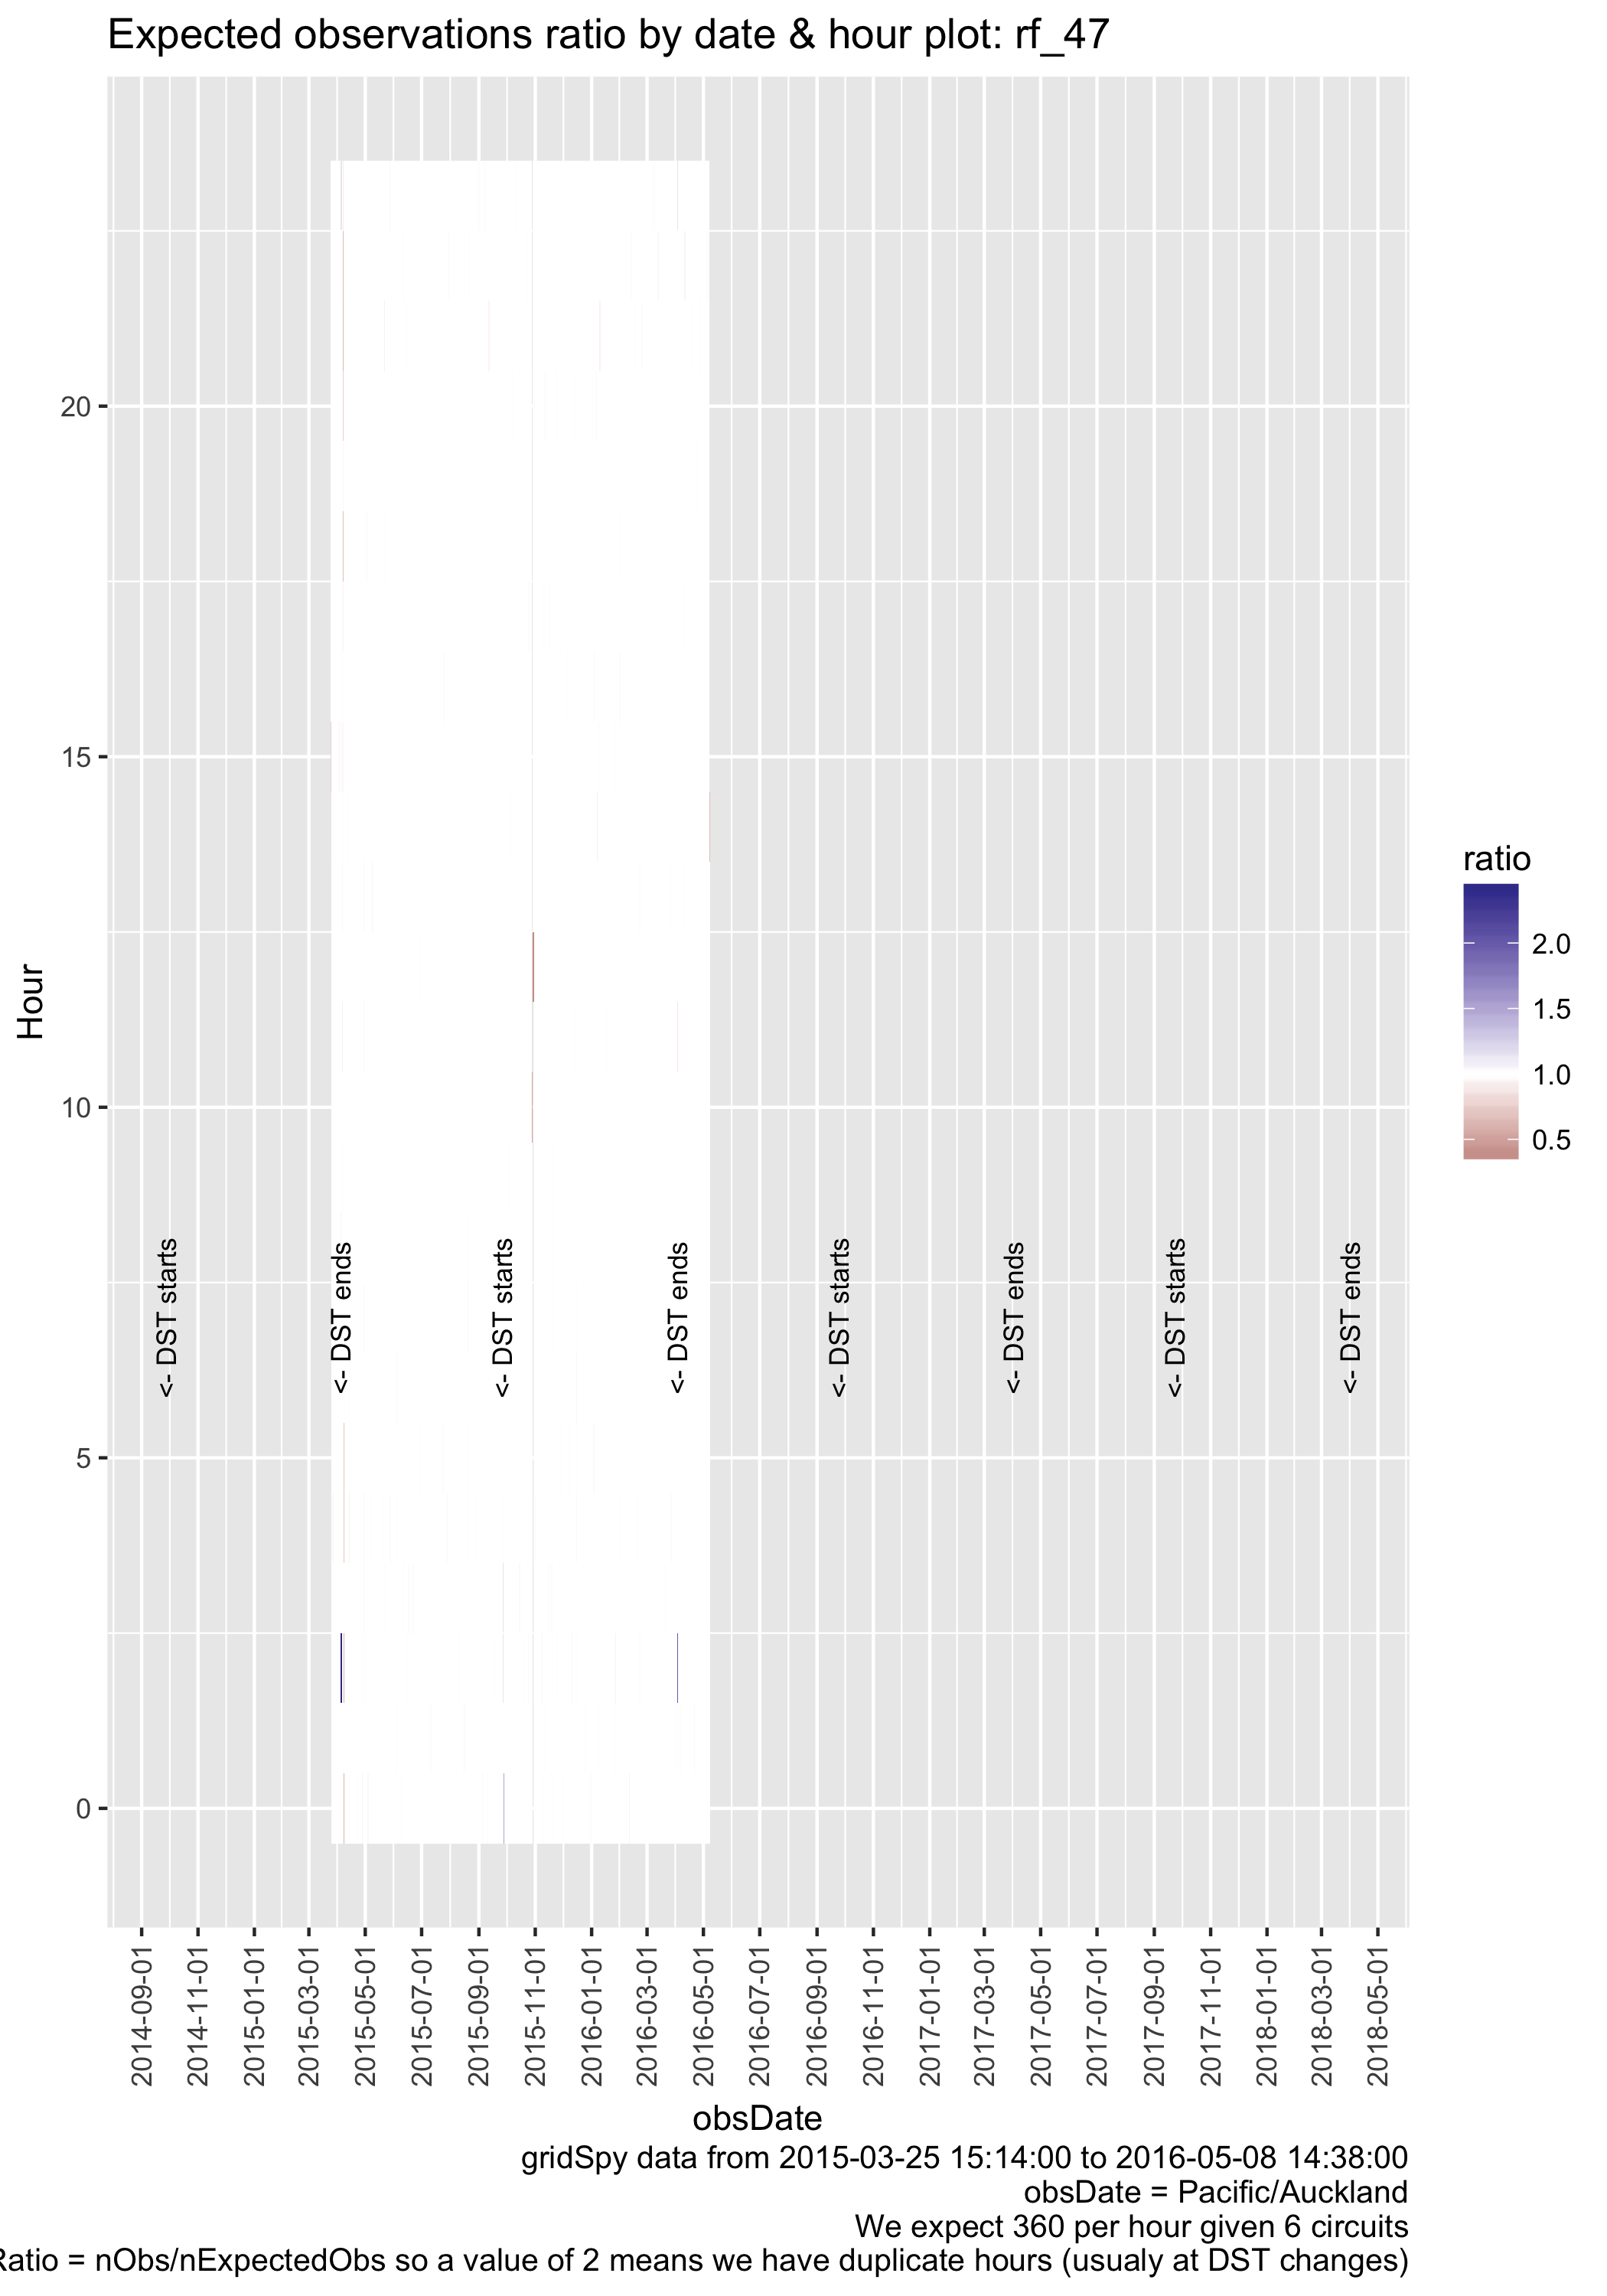 Expected observations ratio by date & hour plot: rf_47
20
15
10
5
0
Hour
<- DST starts
<- DST ends
<- DST starts
<- DST ends
<- DST starts
<- DST ends
<- DST starts
<- DST ends
ratio
2.0
1.5
1.0
0.5
2014-09-01
2014-11-01
2015-01-01
2015-03-01
2015-05-01
2015-07-01
2015-09-01
2015-11-01
2016-01-01
2016-03-01
2016-05-01
2016-07-01
2016-09-01
2016-11-01
2017-01-01
2017-03-01
2017-05-01
2017-07-01
2017-09-01
2017-11-01
2018-01-01
2018-03-01
2018-05-01
obsDate
gridSpy data from 2015-03-25 15:14:00 to 2016-05-08 14:38:00
obsDate = Pacific/Auckland
We expect 360 per hour given 6 circuits
Ratio = nObs/nExpectedObs so a value of 2 means we have duplicate hours (usualy at DST changes)